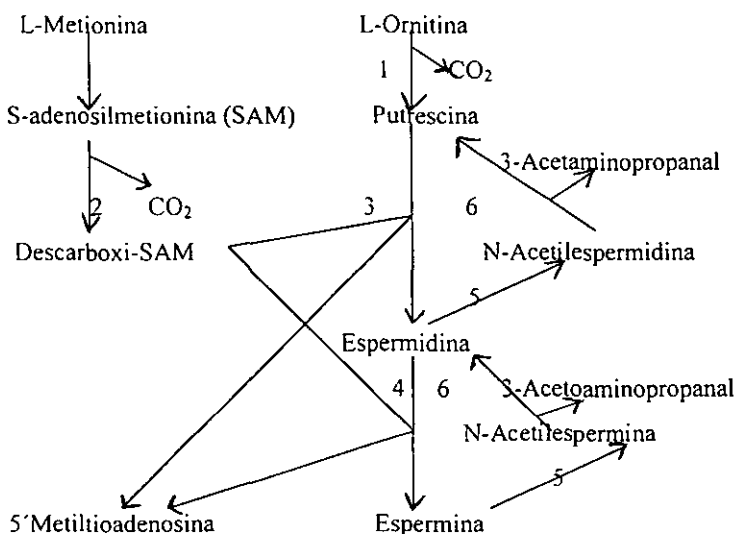 L-Metionina L-Ornitina
1 CO₂
S-adenosilmetionina (SAM) Putrescina
3-Acetaminopropanal
2 CO₂ 3 6
Descarboxi-SAM N-Acetilespermidina
5
Espermidina
4 6 3-Acetoaminopropanal
N-Acetilespermina
5
5´Metiltioadenosina Espermina